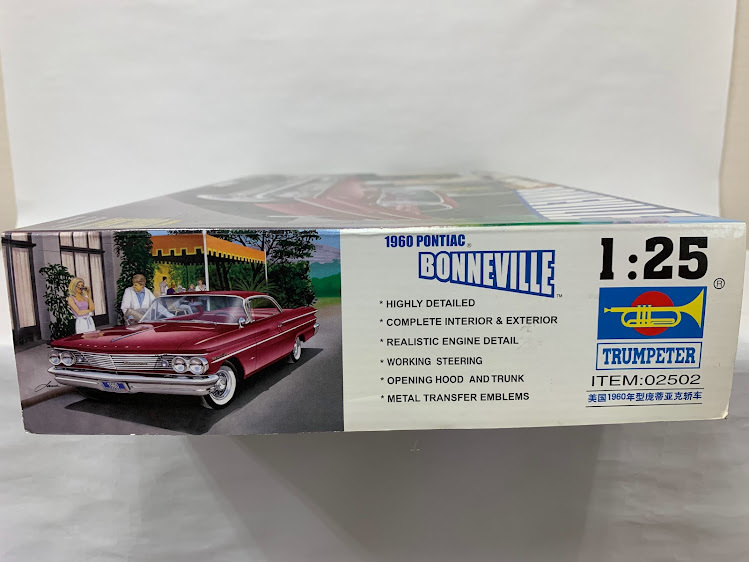 1960 PONTIAC®
BONNEVILLE™
* HIGHLY DETAILED
* COMPLETE INTERIOR & EXTERIOR
* REALISTIC ENGINE DETAIL
* WORKING STEERING
* OPENING HOOD AND TRUNK
* METAL TRANSFER EMBLEMS
1:25
®
TRUMPETER
ITEM:02502
美国1960年型庞蒂亚克轿车